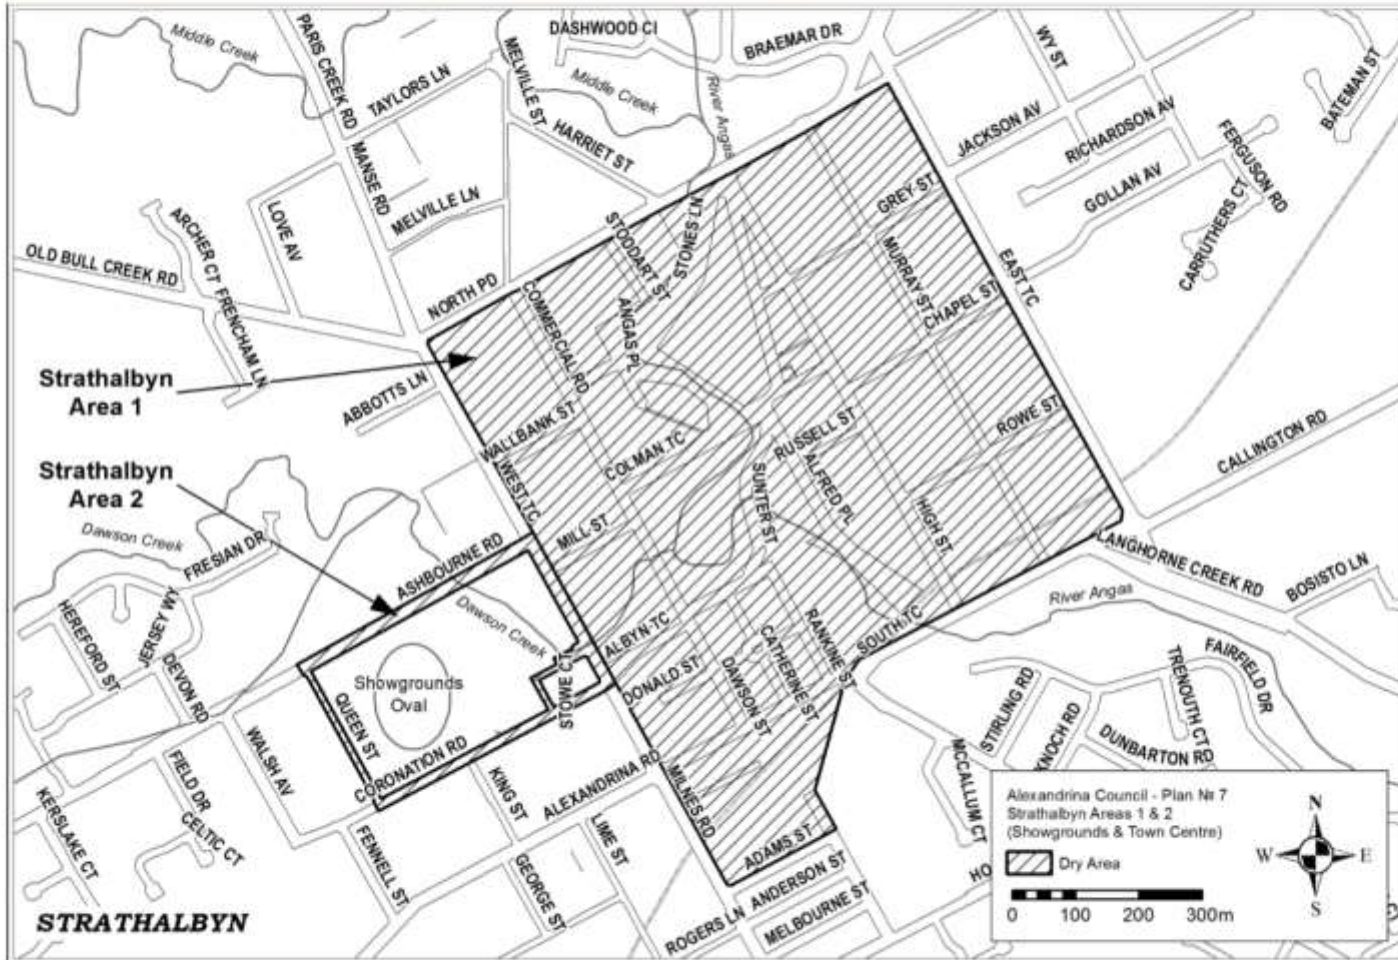 DASHWOOD CI
BRAEMAR DR
WY ST
BATEMAN ST
Middle Creek
PARIS CREEK RD
TAYLORS LN
MELVILLE ST
Middle Creek
River Angas
HARRIET ST
JACKSON AV
RICHARDSON AV
FERGUSON RD
GOLLAN AV
CARRUTHERS CT
MANSE RD
MELVILLE LN
LOVE AV
ARCHER CT
FRENCHAM LN
OLD BULL CREEK RD
NORTH PD
STOODART ST
STONES LN
GREY ST
MURRAY ST
CHAPEL ST
EAST TC
COMMERCIAL RD
ANGAS PL
Strathalbyn
Area 1
ABBOTTS LN
WALLBANK ST
COLMAN TC
RUSSELL ST
ROWE ST
CALLINGTON RD
Strathalbyn
Area 2
WEST TC
SUNTER ST
ALFRED PL
HIGH ST
Dawson Creek
FRESIAN DR
ASHBOURNE RD
MILL ST
LANGHORNE CREEK RD
BOSISTO LN
River Angas
HEREFORD ST
JERSEY WY
DEVON RD
Dawson Creek
ALBYN TC
SOUTH TC
RANKINE ST
CATHERINE ST
DAWSON ST
DONALD ST
STOWE CT
Showgrounds
Oval
QUEEN ST
CORONATION RD
WALSH AV
FIELD DR
CELTIC CT
KERSLAKE CT
FENNELL ST
KING ST
ALEXANDRINA RD
MILNES RD
LIME ST
GEORGE ST
ADAMS ST
ANDERSON ST
MELBOURNE ST
ROGERS LN
STIRLING RD
KNOCH RD
MCCALLUM CT
DUNBARTON RD
TRENOUTH CT
FAIRFIELD DR
HO
Alexandrina Council - Plan № 7
Strathalbyn Areas 1 & 2
(Showgrounds & Town Centre)
Dry Area
0 100 200 300m
N
W E
S
STRATHALBYN